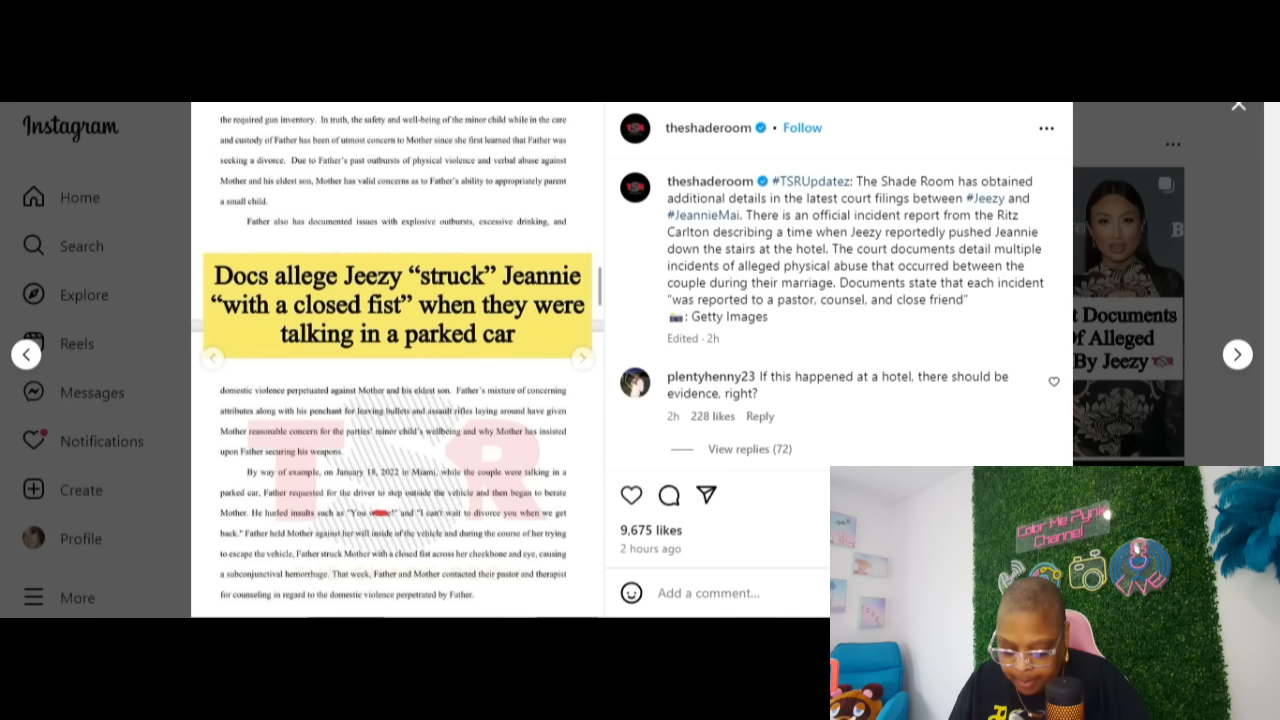 Instagram
Home
Search
Explore
Reels
Messages
Notifications
Create
Profile
More
the required gun inventory. In truth, the safety and well-being of the minor child while in the care
and custody of Father has been of utmost concern to Mother since she first learned that Father was
seeking a divorce. Due to Father's past outbursts of physical violence and verbal abuse against
Mother and his eldest son, Mother has valid concerns as to Father's ability to appropriately parent
a small child.
Father also has documented issues with explosive outbursts, excessive drinking, and
Docs allege Jeezy “struck” Jeannie
“with a closed fist” when they were
talking in a parked car
domestic violence perpetuated against Mother and his eldest son. Father's mixture of concerning
attributes along with his penchant for leaving bullets and assault rifles laying around have given
Mother reasonable concern for the parties' minor child's wellbeing and why Mother has insisted
upon Father securing his weapons.
By way of example, on January 18, 2022 in Miami, while the couple were talking in a
parked car, Father requested for the driver to step outside the vehicle and then began to berate
Mother. He hurled insults such as "You !" and "I can't wait to divorce you when we get
back." Father held Mother against her will inside of the vehicle and during the course of her trying
to escape the vehicle, Father struck Mother with a closed fist across her cheekbone and eye, causing
a subconjunctival hemorrhage. That week, Father and Mother contacted their pastor and therapist
for counseling in regard to the domestic violence perpetrated by Father.
TSR
theshaderoom • Follow
theshaderoom #TSRUpdatez: The Shade Room has obtained
additional details in the latest court filings between #Jeezy and
#JeannieMai. There is an official incident report from the Ritz
Carlton describing a time when Jeezy reportedly pushed Jeannie
down the stairs at the hotel. The court documents detail multiple
incidents of alleged physical abuse that occurred between the
couple during their marriage. Documents state that each incident
“was reported to a pastor, counsel, and close friend”
: Getty Images
Edited · 2h
plentyhenny23 If this happened at a hotel, there should be
evidence, right?
2h 228 likes Reply
View replies (72)
9,675 likes
2 hours ago
Add a comment...
Documents
Of Alleged
By Jeezy
Color Me Pynk
Channel
LIVE